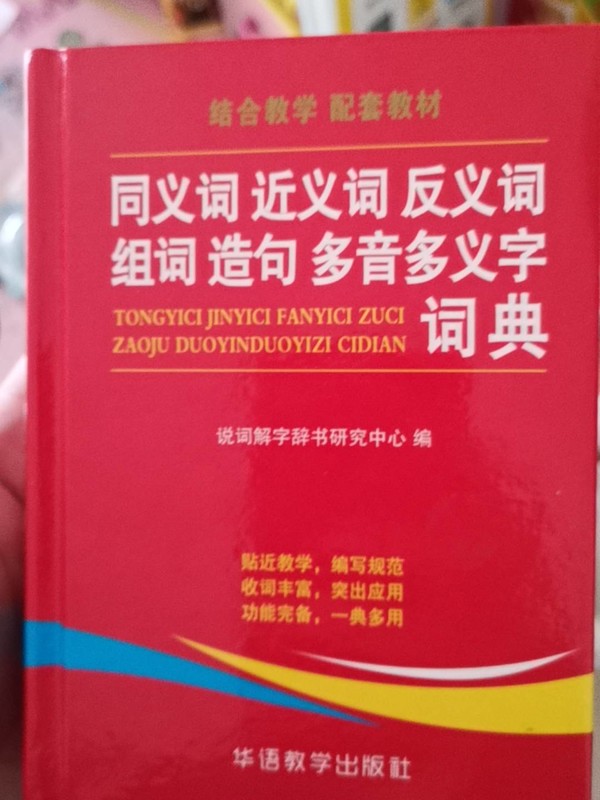 结合教学 配套教材
同义词 近义词 反义词
组词 造句 多音多义字
TONGYICI JINYICI FANYICI ZUCI
ZAOJU DUOYINDUOYIZI CIDIAN
词典
说词解字辞书研究中心 编
贴近教学，编写规范
收词丰富，突出应用
功能完备，一典多用
华语教学出版社